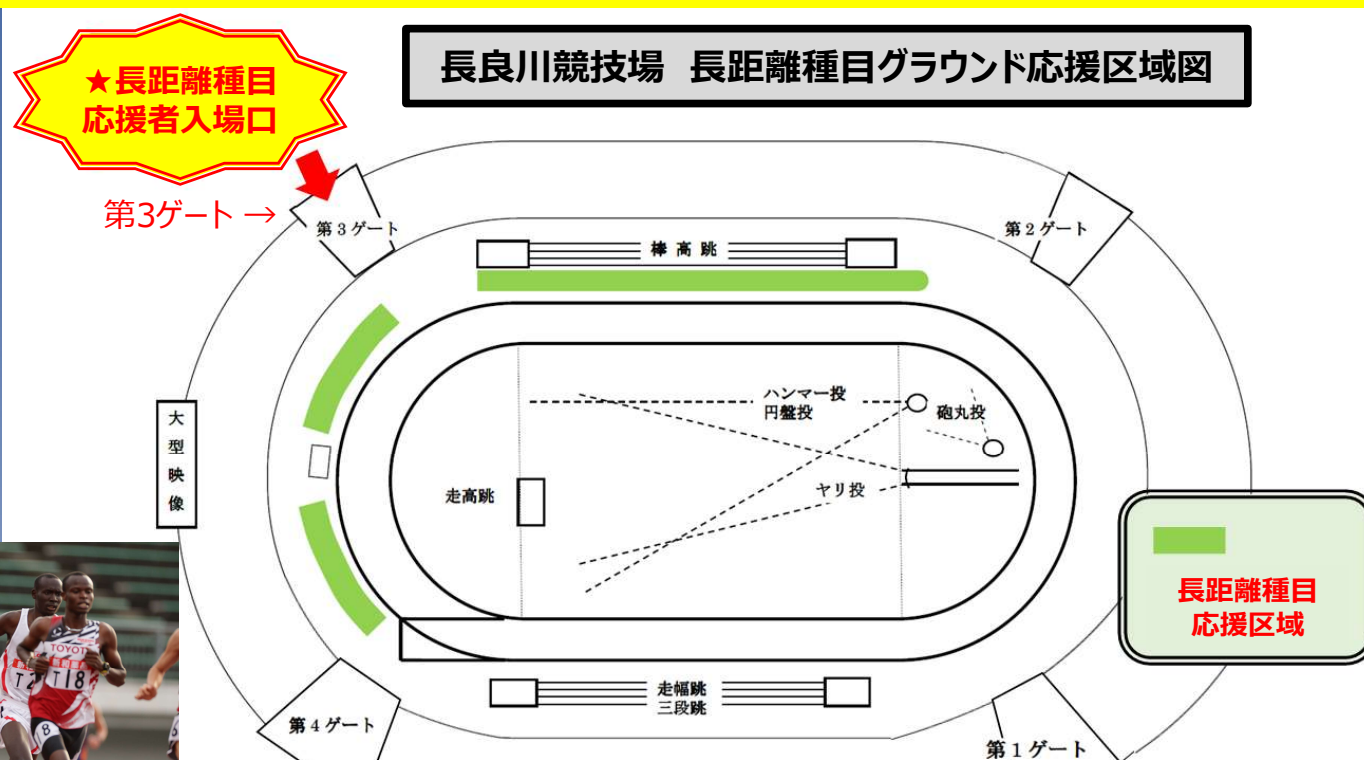 長良川競技場 長距離種目グラウンド応援区域図
★長距離種目
応援者入場口
第3ゲート →
第3ゲート
第2ゲート
棒高跳
ハンマー投
円盤投
砲丸投
大型映像
走高跳
ヤリ投
長距離種目
応援区域
走幅跳
三段跳
第4ゲート
第1ゲート
TOYOT
T18
T2
8